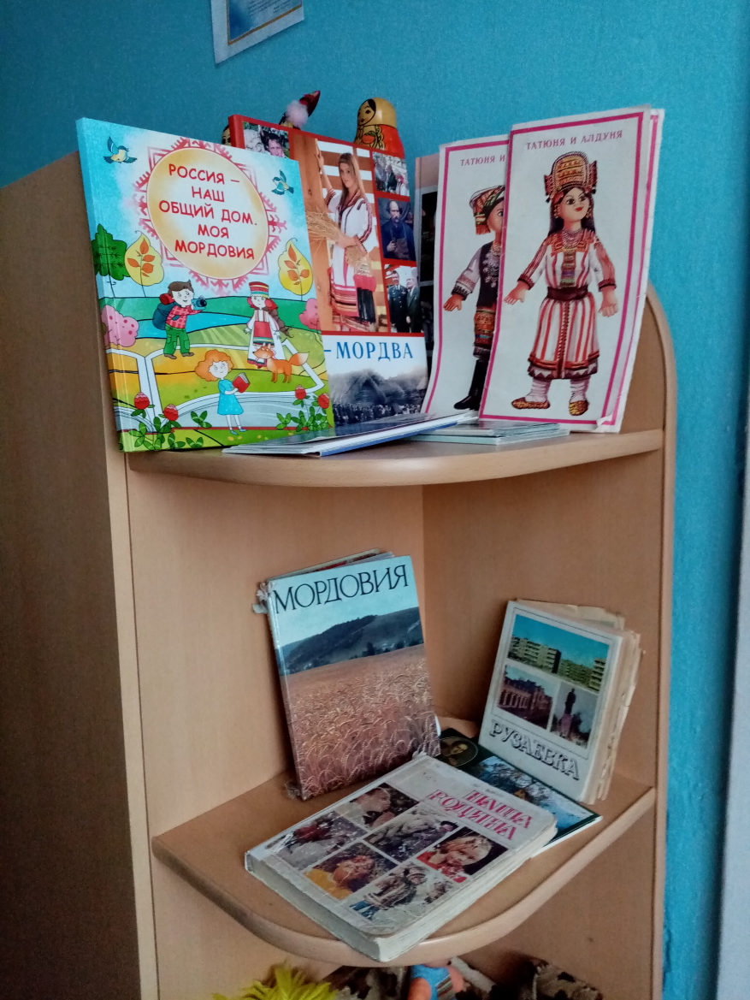 РОССИЯ –
НАШ
ОБЩИЙ ДОМ.
МОЯ
МОРДОВИЯ
-МОРДВА
ТАТЮНЯ И
ТАТЮНЯ И АЛДУНЯ
МОРДОВИЯ
РУЗАЕВКА
НАША
РОДИНА